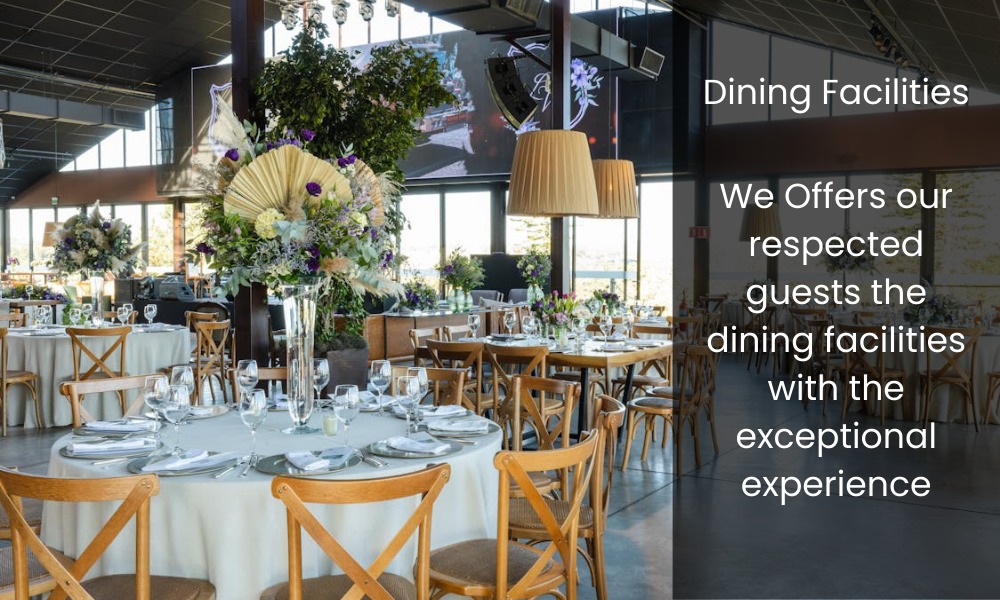 Dining Facilities
We Offers our
respected
guests the
dining facilities
with the
exceptional
experience